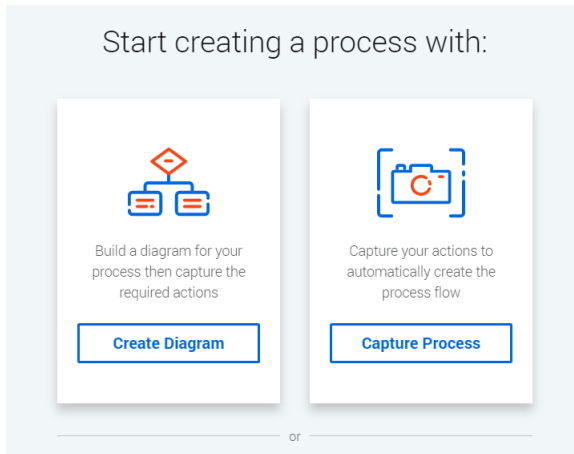 Start creating a process with:
Build a diagram for your
process then capture the
required actions
Create Diagram
Capture your actions to
automatically create the
process flow
Capture Process
or